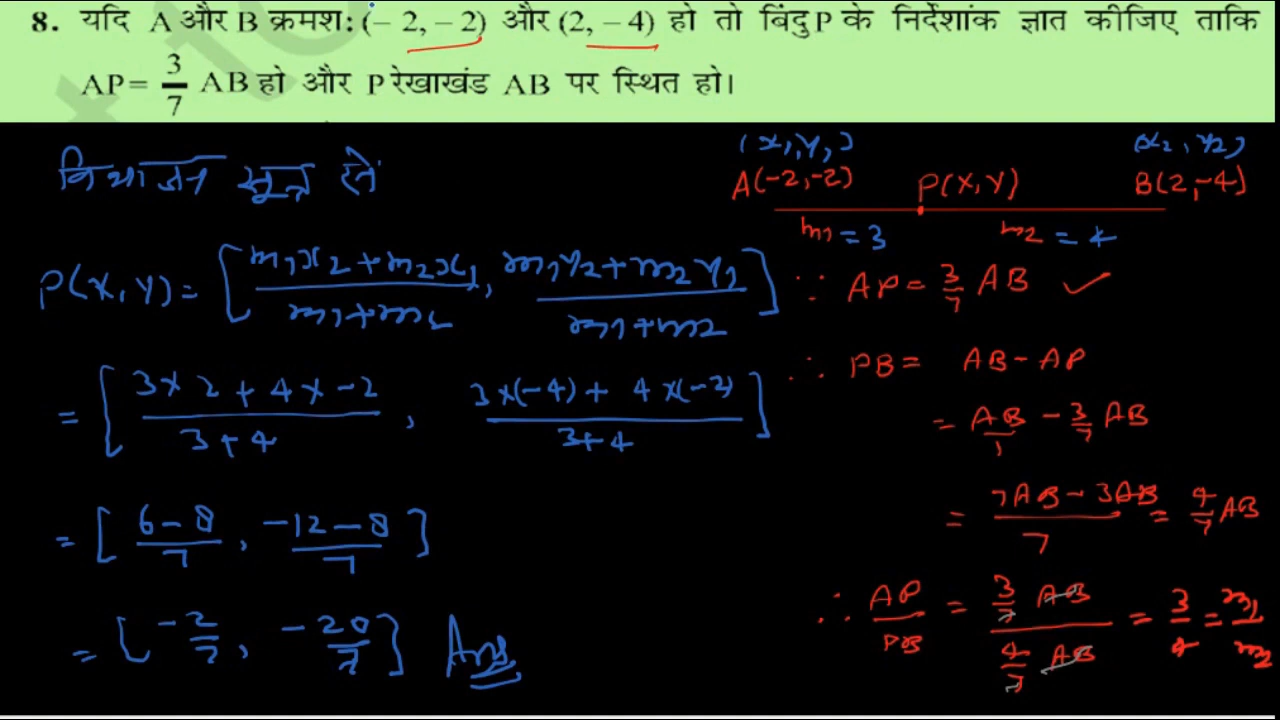 8. यदि A और B क्रमश: (– 2, – 2) और (2, – 4) हो तो बिंदु P के निर्देशांक ज्ञात कीजिए ताकि
AP = 3/7 AB हो और P रेखाखंड AB पर स्थित हो।
विभाजन सूत्र से
P(x, y) = [ (m1x2 + m2x1)/(m1 + m2), (m1y2 + m2y1)/(m1 + m2) ]
= [ (3 × 2 + 4 × -2)/(3 + 4), (3 × (-4) + 4 × (-2))/(3 + 4) ]
= [ (6 - 8)/7, (-12 - 8)/7 ]
= [ -2/7, -20/7 ] Ans
(x1, y1) (x2, y2)
A(-2, -2) P(x, y) B(2, -4)
m1 = 3 m2 = 4
∵ AP = 3/7 AB ✓
∴ PB = AB - AP
= AB/1 - 3/7 AB
= (7AB - 3AB)/7 = 4/7 AB
∴ AP/PB = (3/7 AB)/(4/7 AB) = 3/4 = m1/m2